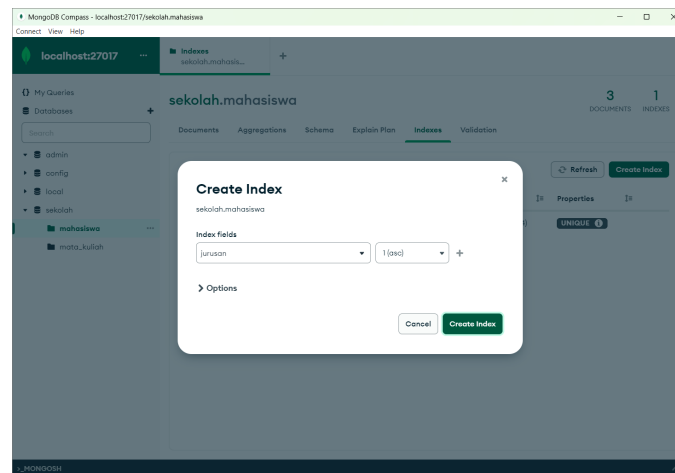 MongoDB Compass - localhost:27017/sekolah.mahasiswa
Connect View Help
localhost:27017 ...
Indexes
sekolah.mahasis...
+
{} My Queries
Databases +
Search
admin
config
local
sekolah
mahasiswa ...
mata_kuliah
sekolah.mahasiswa
3 DOCUMENTS
1 INDEXES
Documents Aggregations Schema Explain Plan Indexes Validation
Refresh Create Index
Properties
UNIQUE
Create Index
sekolah.mahasiswa
Index fields
jurusan 1 (asc) +
Options
Cancel Create Index
>_MONGOSH